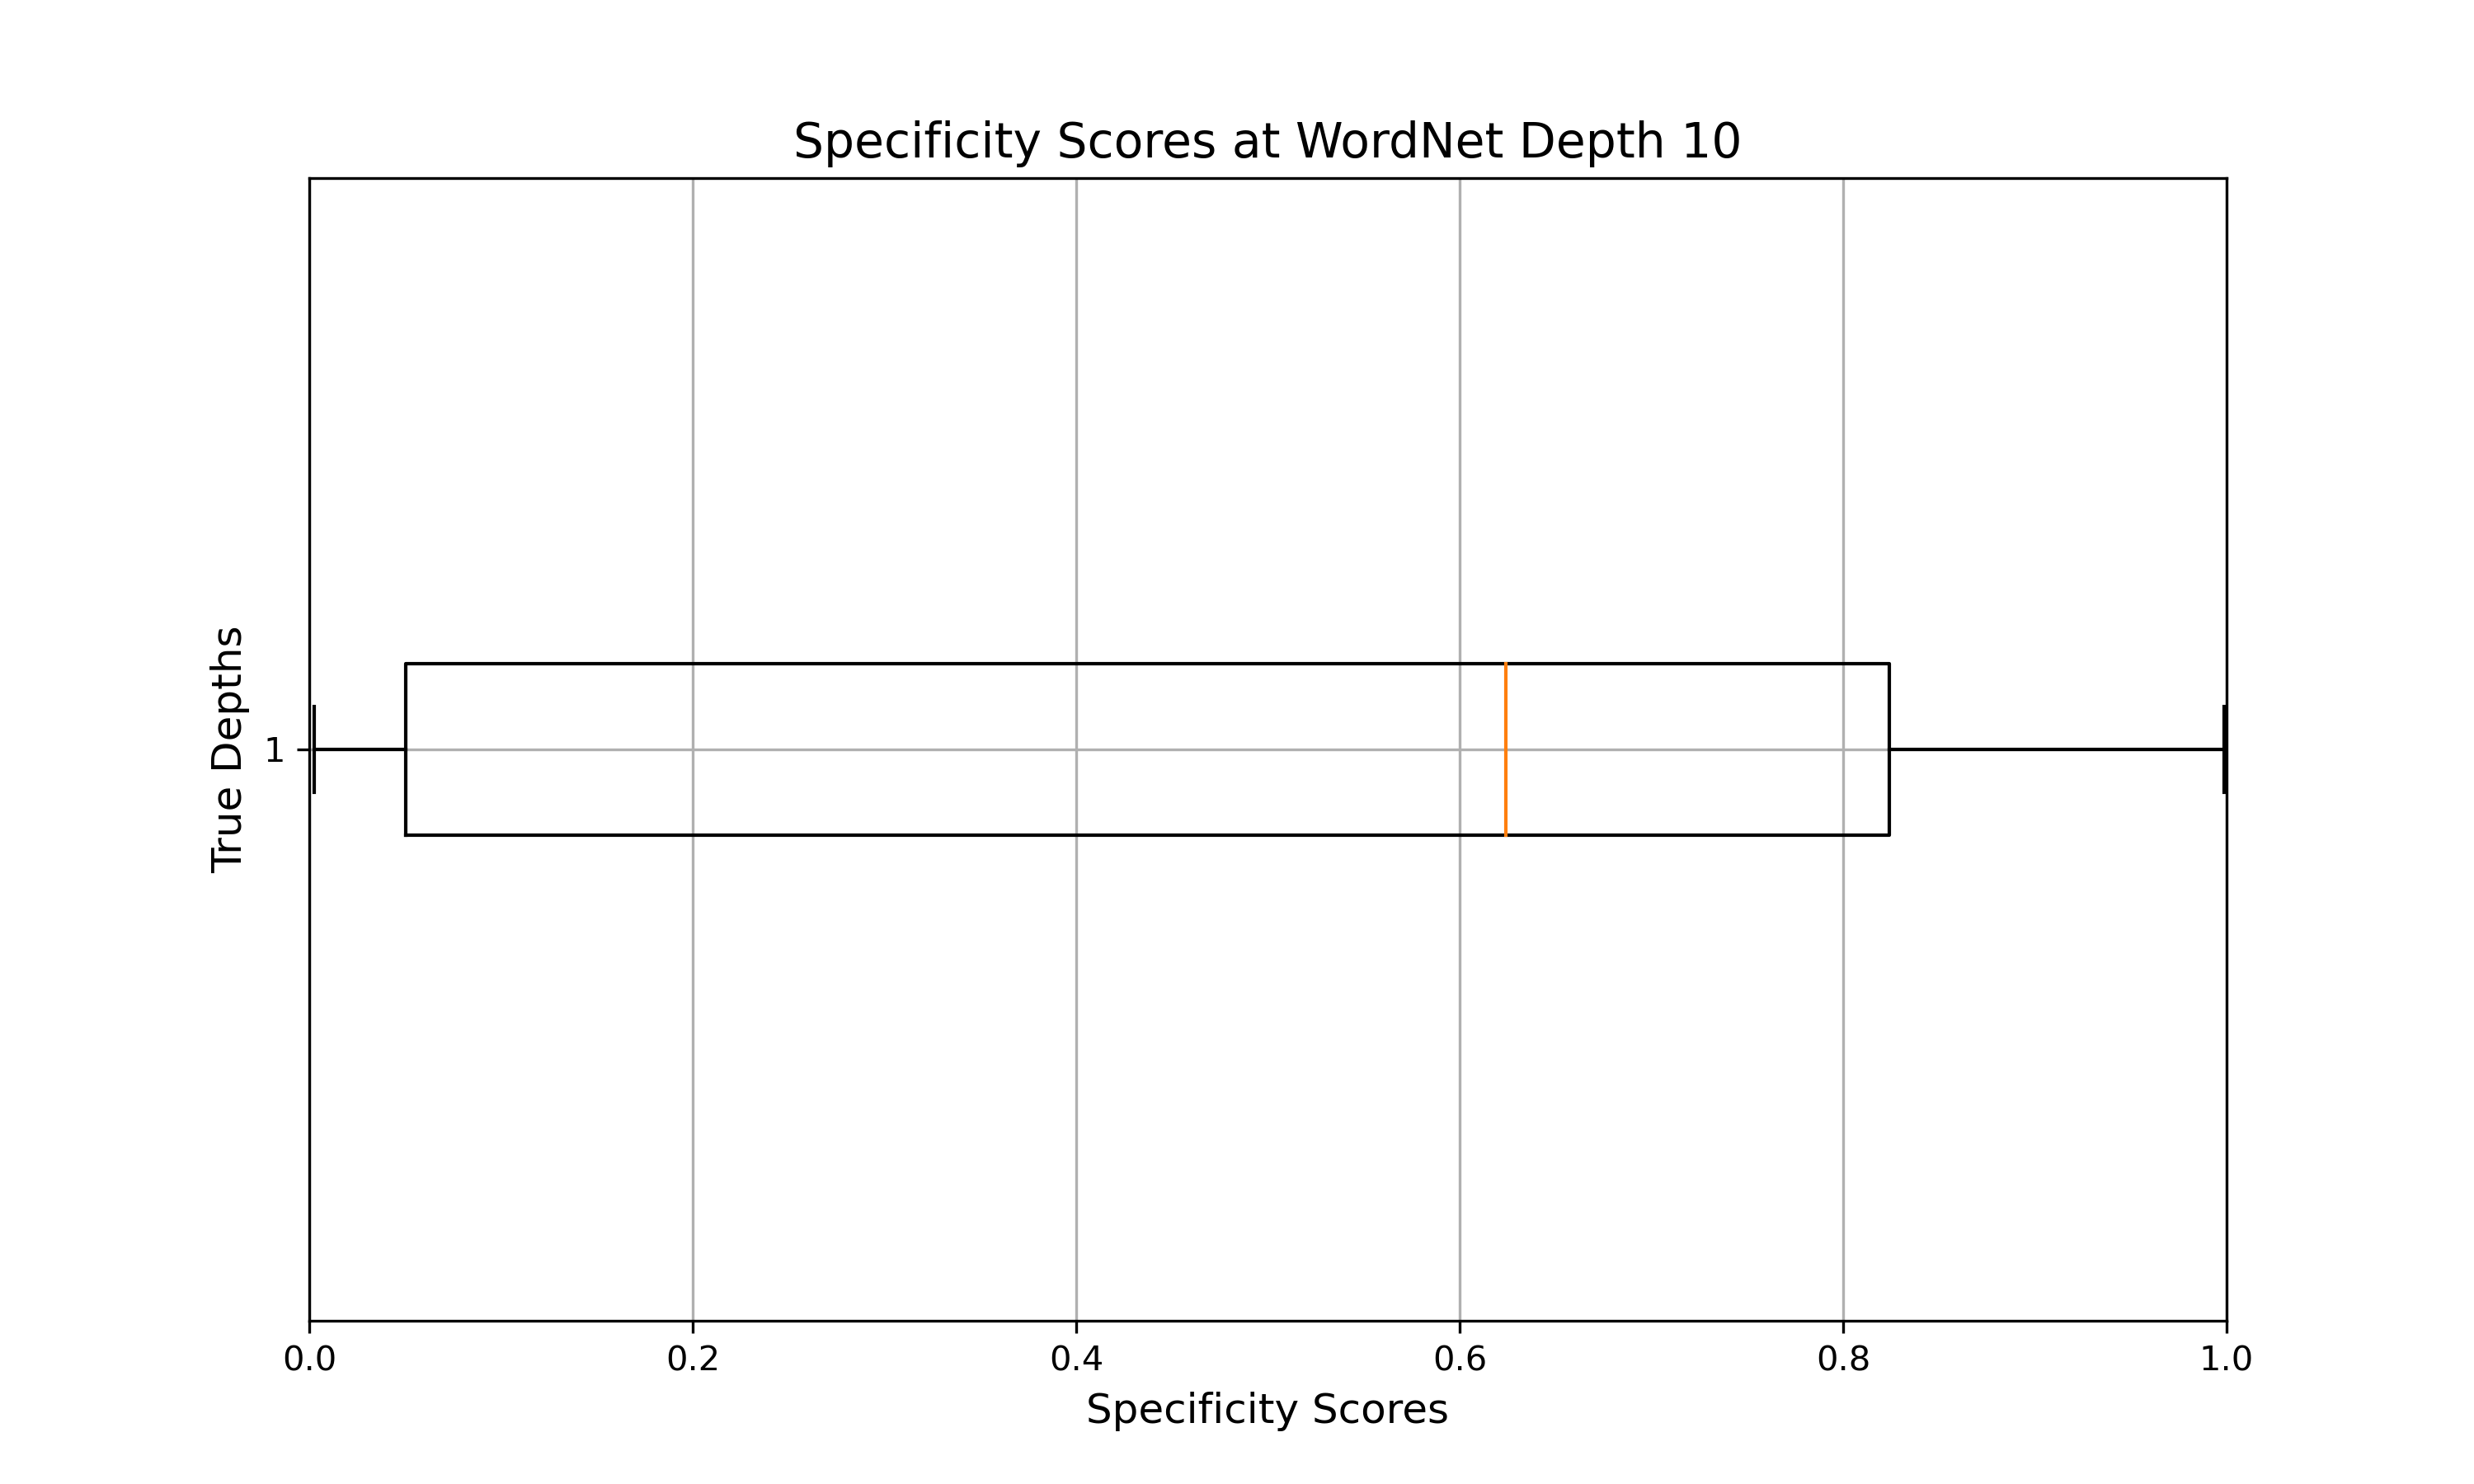 Specificity Scores at WordNet Depth 10
True Depths
1
0.0 0.2 0.4 0.6 0.8 1.0
Specificity Scores